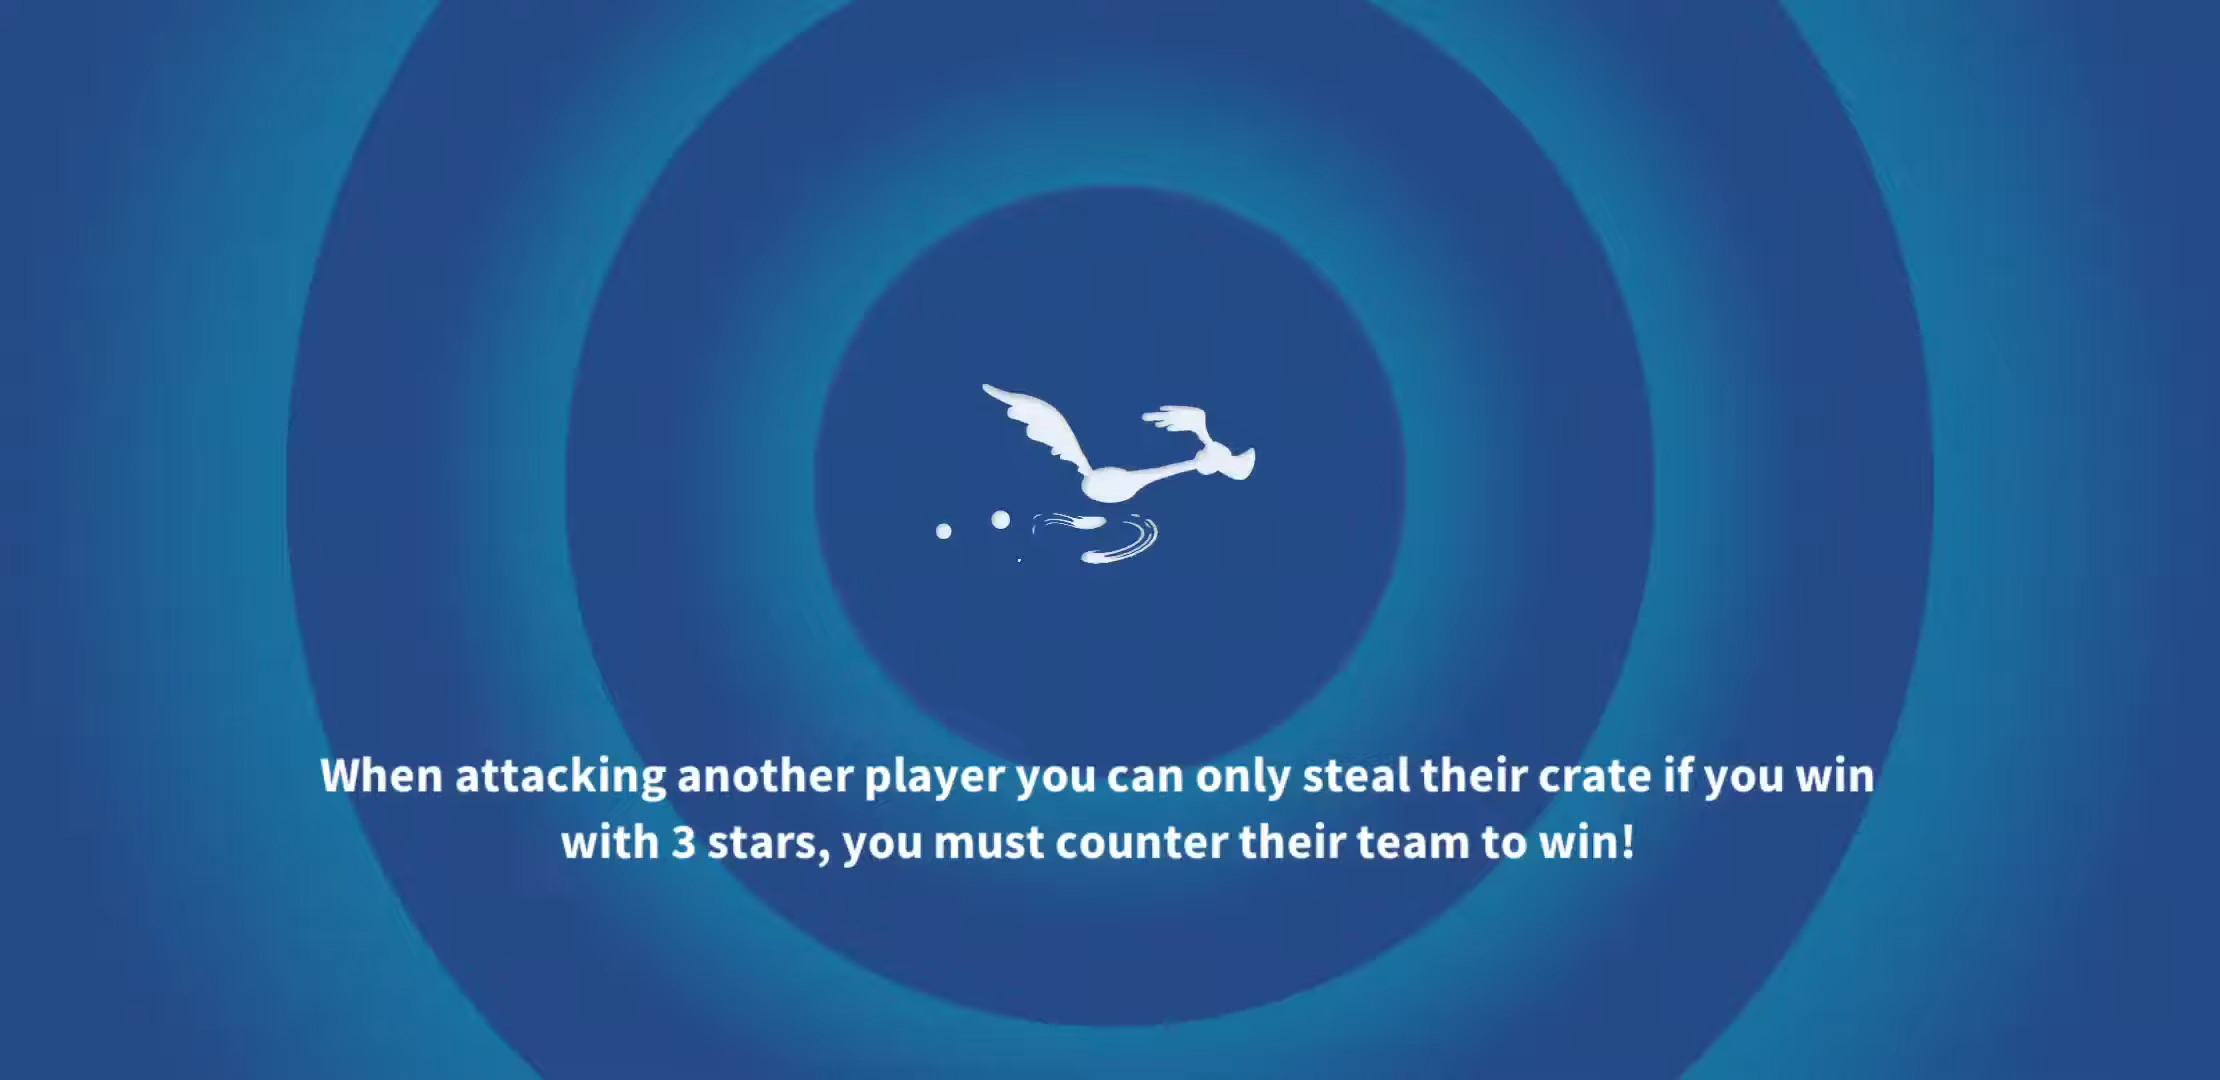 When attacking another player you can only steal their crate if you win
with 3 stars, you must counter their team to win!